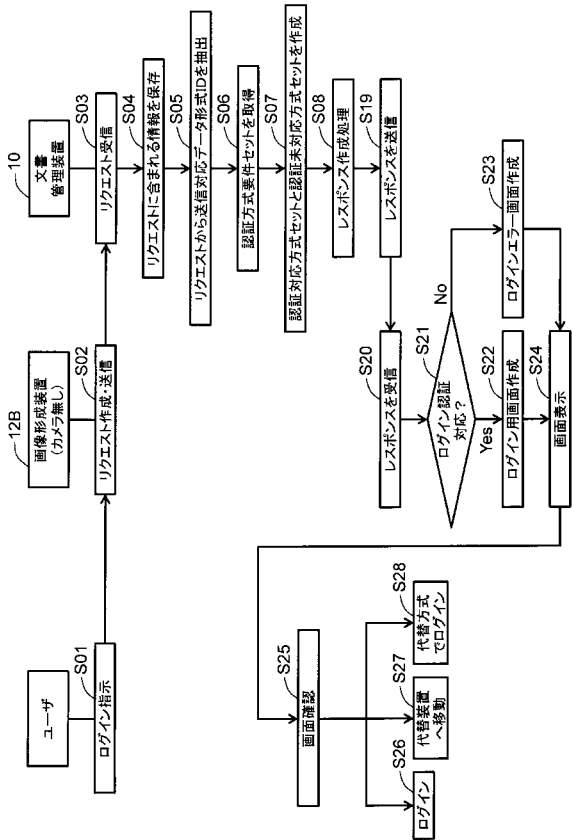 ユーザ
S01
ログイン指示
12B
画像形成装置
(カメラ無し)
S02
リクエスト作成・送信
10
文書
管理装置
S03
リクエスト受信
S04
リクエストに含まれる情報を保存
S05
リクエストから送信対応データ形式IDを抽出
S06
認証方式要件セットを取得
S07
認証対応方式セットと認証未対応方式セットを作成
S08
レスポンス作成処理
S19
レスポンスを送信
S20
レスポンスを受信
S21
ログイン認証
対応?
Yes
No
S22
ログイン用画面作成
S23
ログインエラー画面作成
S24
画面表示
S25
画面確認
S26
ログイン
S27
代替装置
へ移動
S28
代替方式
でログイン